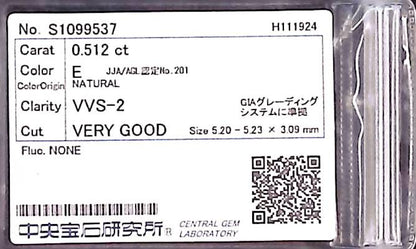 No. S1099537 H111924
Carat 0.512 ct
Color E JJA/AGL認定No.201
ColorOrigin NATURAL
Clarity VVS-2 GIAグレーディング
システムに準拠
Cut VERY GOOD Size 5.20 - 5.23 × 3.09 mm
Fluo. NONE
中央宝石研究所® CENTRAL GEM
LABORATORY